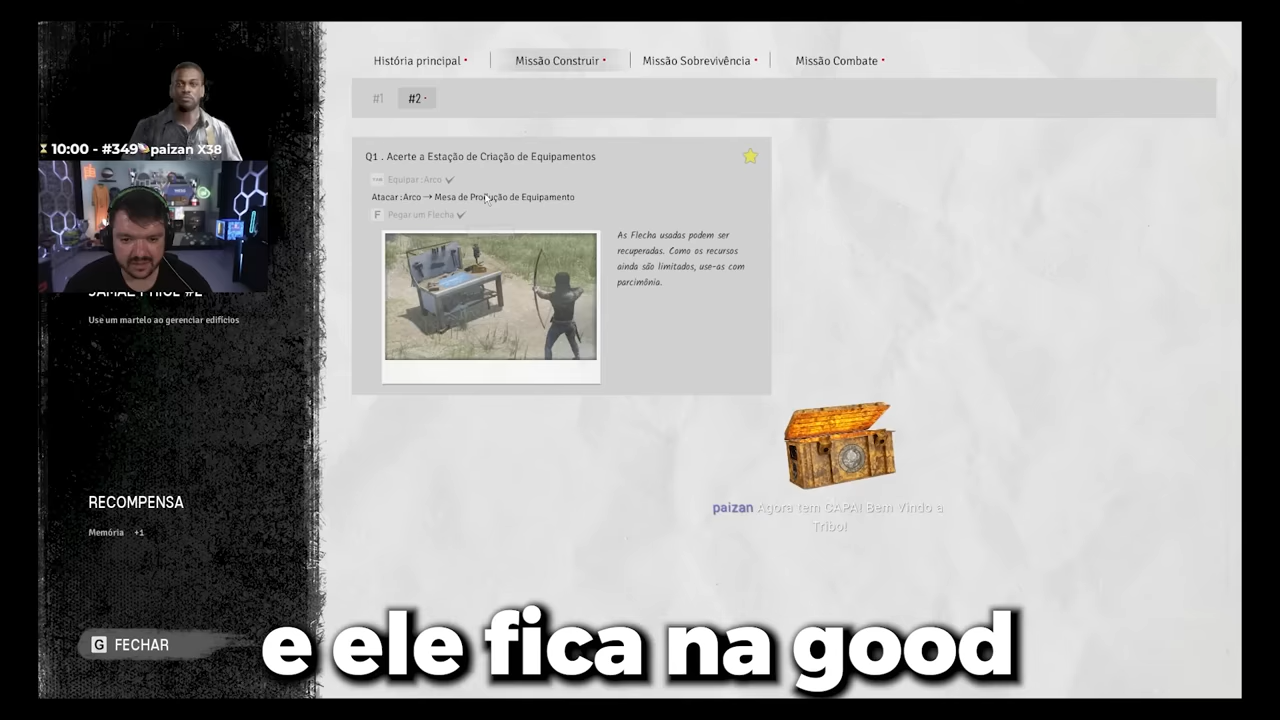 História principal
Missão Construir
Missão Sobrevivência
Missão Combate
#1
#2
10:00 - #349 paizan X38
Q1 . Acerte a Estação de Criação de Equipamentos
Equipar :Arco
Atacar :Arco → Mesa de Produção de Equipamento
F Pegar um Flecha
As Flecha usadas podem ser
recuperadas. Como os recursos
ainda são limitados, use-as com
parcimônia.
Use um martelo ao gerenciar edifícios
RECOMPENSA
Memória +1
paizan Agora tem CAPA! Bem Vindo a
Tribo!
G FECHAR
e ele fica na good